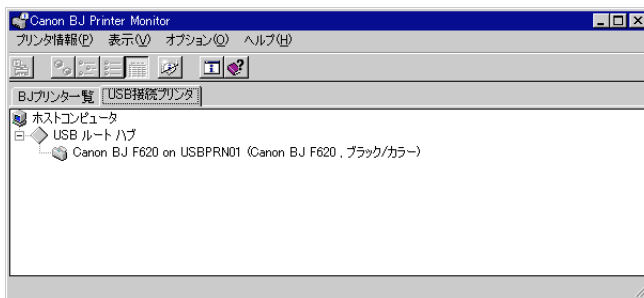 Canon BJ Printer Monitor
プリンタ情報(P) 表示(V) オプション(O) ヘルプ(H)
BJプリンター覧 USB接続プリンタ
ホストコンピュータ
USB ルート ハブ
Canon BJ F620 on USBPRN01 (Canon BJ F620 , ブラック/カラー)